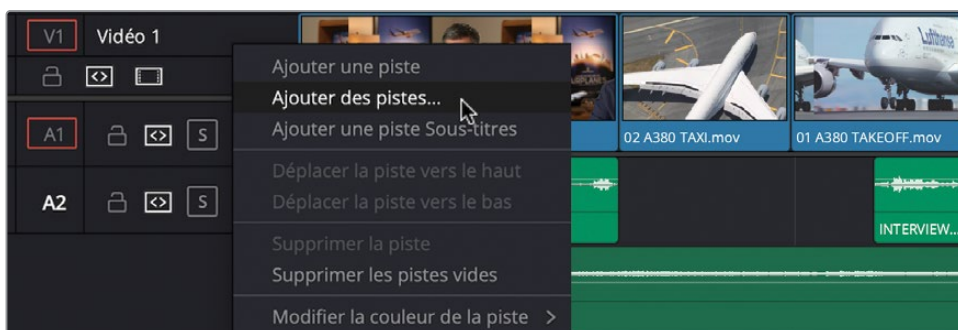 V1 Vidéo 1
Ajouter une piste
Ajouter des pistes...
Ajouter une piste Sous-titres
Déplacer la piste vers le haut
Déplacer la piste vers le bas
Supprimer la piste
Supprimer les pistes vides
Modifier la couleur de la piste >
A1 S
A2 S
02 A380 TAXI.mov
01 A380 TAKEOFF.mov
INTERVIEW...
Lufthansa